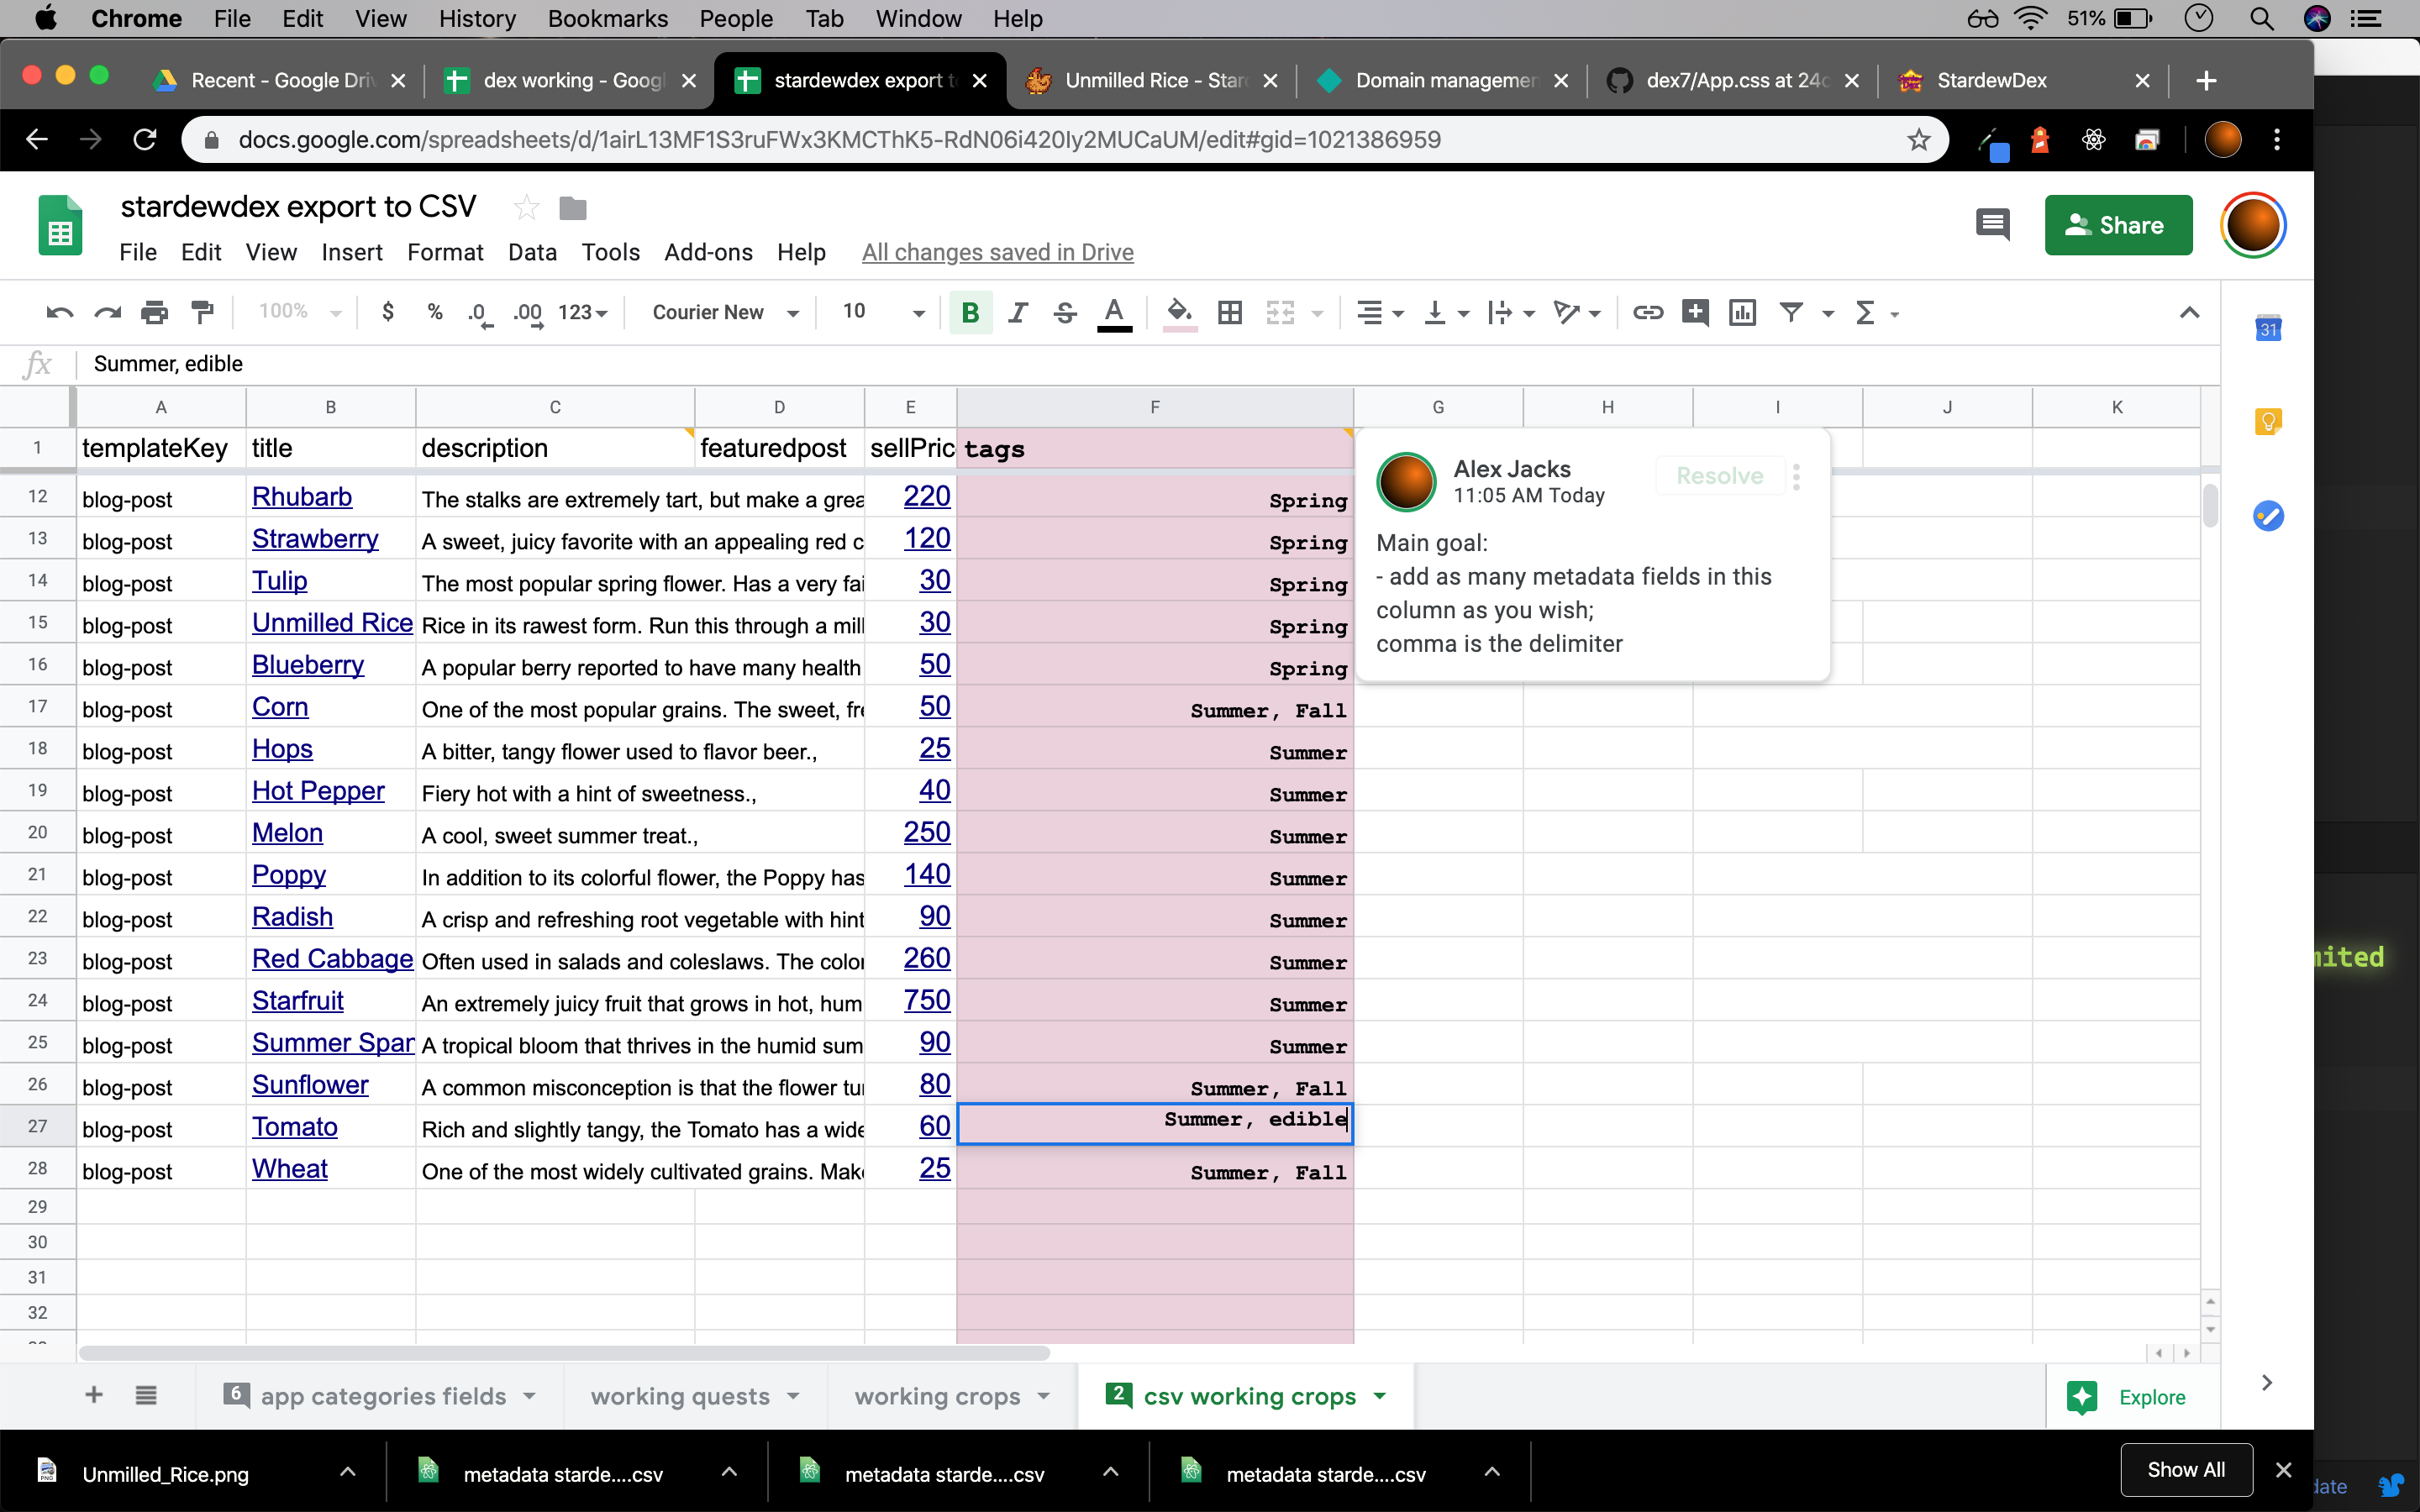 Chrome File Edit View History Bookmarks People Tab Window Help 51%
Recent - Google Driv dex working - Googl stardewdex export to Unmilled Rice - Star Domain managemen dex7/App.css at 24c StardewDex
docs.google.com/spreadsheets/d/1airL13MF1S3ruFWx3KMCThK5-RdN06i420Iy2MUCaUM/edit#gid=1021386959
stardewdex export to CSV
File Edit View Insert Format Data Tools Add-ons Help All changes saved in Drive
Share
100% $ % .0 .00 123 Courier New 10 B I S A
31
fx Summer, edible
A B C D E F G H I J K
1 templateKey title description featuredpost sellPric tags
12 blog-post Rhubarb The stalks are extremely tart, but make a grea 220 Spring
13 blog-post Strawberry A sweet, juicy favorite with an appealing red c 120 Spring
14 blog-post Tulip The most popular spring flower. Has a very fai 30 Spring
15 blog-post Unmilled Rice Rice in its rawest form. Run this through a mill 30 Spring
16 blog-post Blueberry A popular berry reported to have many health 50 Spring
17 blog-post Corn One of the most popular grains. The sweet, fre 50 Summer, Fall
18 blog-post Hops A bitter, tangy flower used to flavor beer., 25 Summer
19 blog-post Hot Pepper Fiery hot with a hint of sweetness., 40 Summer
20 blog-post Melon A cool, sweet summer treat., 250 Summer
21 blog-post Poppy In addition to its colorful flower, the Poppy has 140 Summer
22 blog-post Radish A crisp and refreshing root vegetable with hint 90 Summer
23 blog-post Red Cabbage Often used in salads and coleslaws. The color 260 Summer
24 blog-post Starfruit An extremely juicy fruit that grows in hot, hum 750 Summer
25 blog-post Summer Span A tropical bloom that thrives in the humid sum 90 Summer
26 blog-post Sunflower A common misconception is that the flower tur 80 Summer, Fall
27 blog-post Tomato Rich and slightly tangy, the Tomato has a wide 60 Summer, edible
28 blog-post Wheat One of the most widely cultivated grains. Make 25 Summer, Fall
29
30
31
32
Alex Jacks
11:05 AM Today
Resolve
Main goal:
- add as many metadata fields in this
column as you wish;
comma is the delimiter
mited
6 app categories fields working quests working crops 2 csv working crops Explore
Unmilled_Rice.png metadata starde....csv metadata starde....csv metadata starde....csv Show All
date